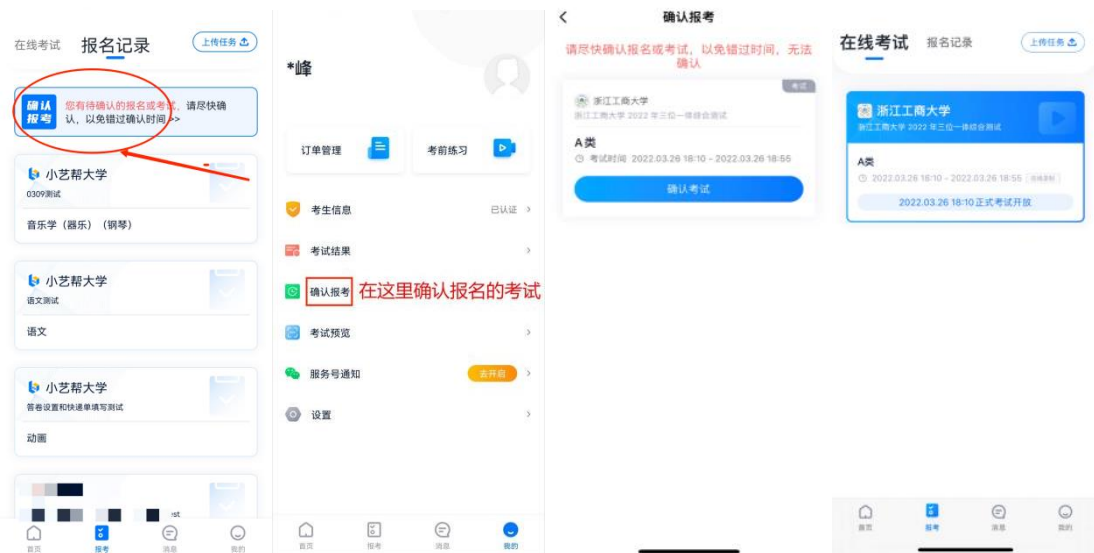 在线考试 报名记录 上传任务
确认
报考
您有待确认的报名或考试，请尽快确
认，以免错过确认时间 >>
小艺帮大学
0309测试
音乐学（器乐）（钢琴）
小艺帮大学
语文测试
语文
小艺帮大学
答卷设置和快递单填写测试
动画
首页 报考 消息 我的
*峰
订单管理 考前练习
考生信息 已认证 >
考试结果 >
确认报考 在这里确认报名的考试
考试预览 >
服务号通知 去开启 >
设置 >
首页 报考 消息 我的
确认报考
请尽快确认报名或考试，以免错过时间，无法
确认
考试
浙江工商大学
浙江工商大学 2022 年三位一体综合测试
A类
考试时间 2022.03.26 18:10 - 2022.03.26 18:55
确认考试
在线考试 报名记录 上传任务
浙江工商大学
浙江工商大学 2022 年三位一体综合测试
A类
2022.03.26 18:10 - 2022.03.26 18:55
2022.03.26 18:10 正式考试开放
首页 报考 消息 我的